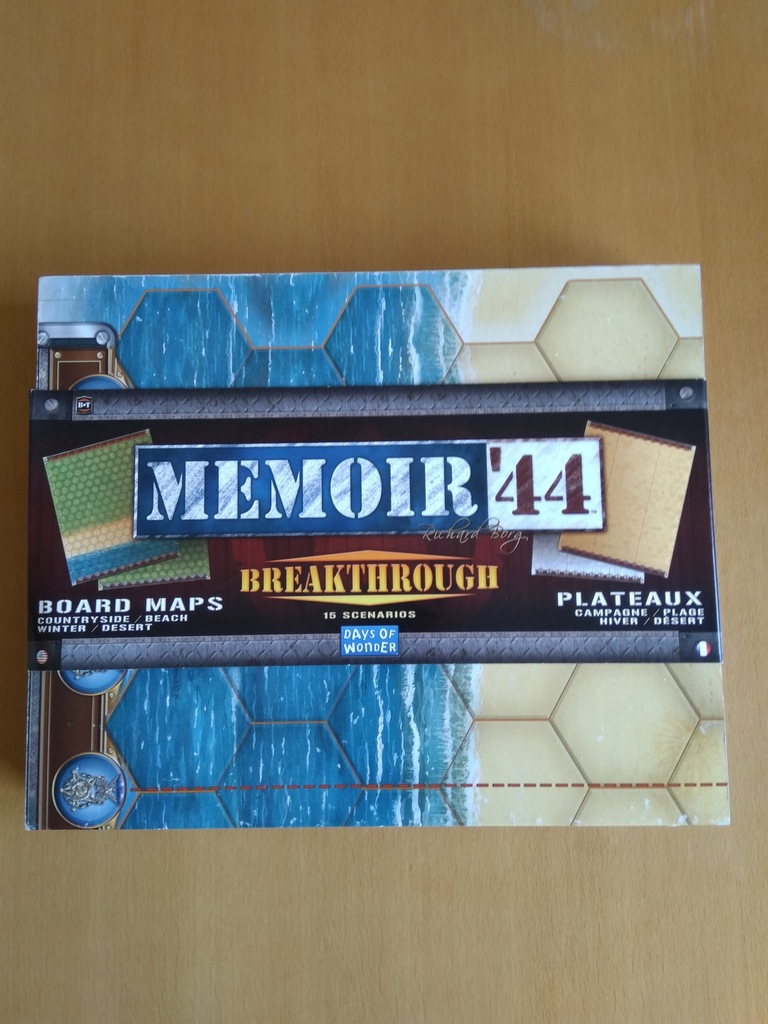 MEMOIR '44™
Richard Borg
BREAKTHROUGH
15 SCENARIOS
BOARD MAPS
COUNTRYSIDE / BEACH
WINTER / DESERT
PLATEAUX
CAMPAGNE / PLAGE
HIVER / DÉSERT
DAYS OF
WONDER